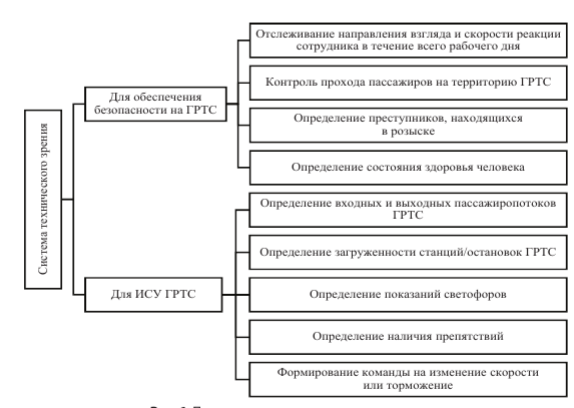 Система технического зрения
Для обеспечения
безопасности на ГРТС
Отслеживание направления взгляда и скорости реакции
сотрудника в течение всего рабочего дня
Контроль прохода пассажиров на территорию ГРТС
Определение преступников, находящихся
в розыске
Определение состояния здоровья человека
Для ИСУ ГРТС
Определение входных и выходных пассажиропотоков
ГРТС
Определение загруженности станций/остановок ГРТС
Определение показаний светофоров
Определение наличия препятствий
Формирование команды на изменение скорости
или торможение